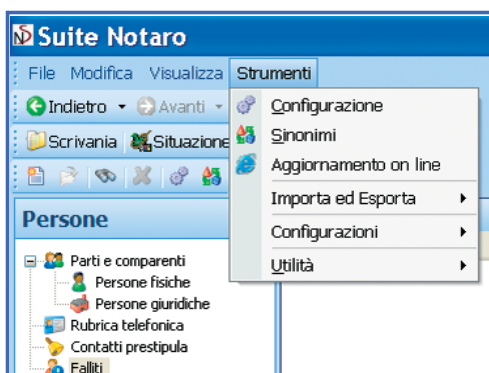 Suite Notaro
File Modifica Visualizza Strumenti
Indietro Avanti
Configurazione
Scrivania Situazione
Sinonimi
Aggiornamento on line
Importa ed Esporta
Configurazioni
Utilità
Persone
Parti e comparenti
Persone fisiche
Persone giuridiche
Rubrica telefonica
Contatti prestipula
Falliti